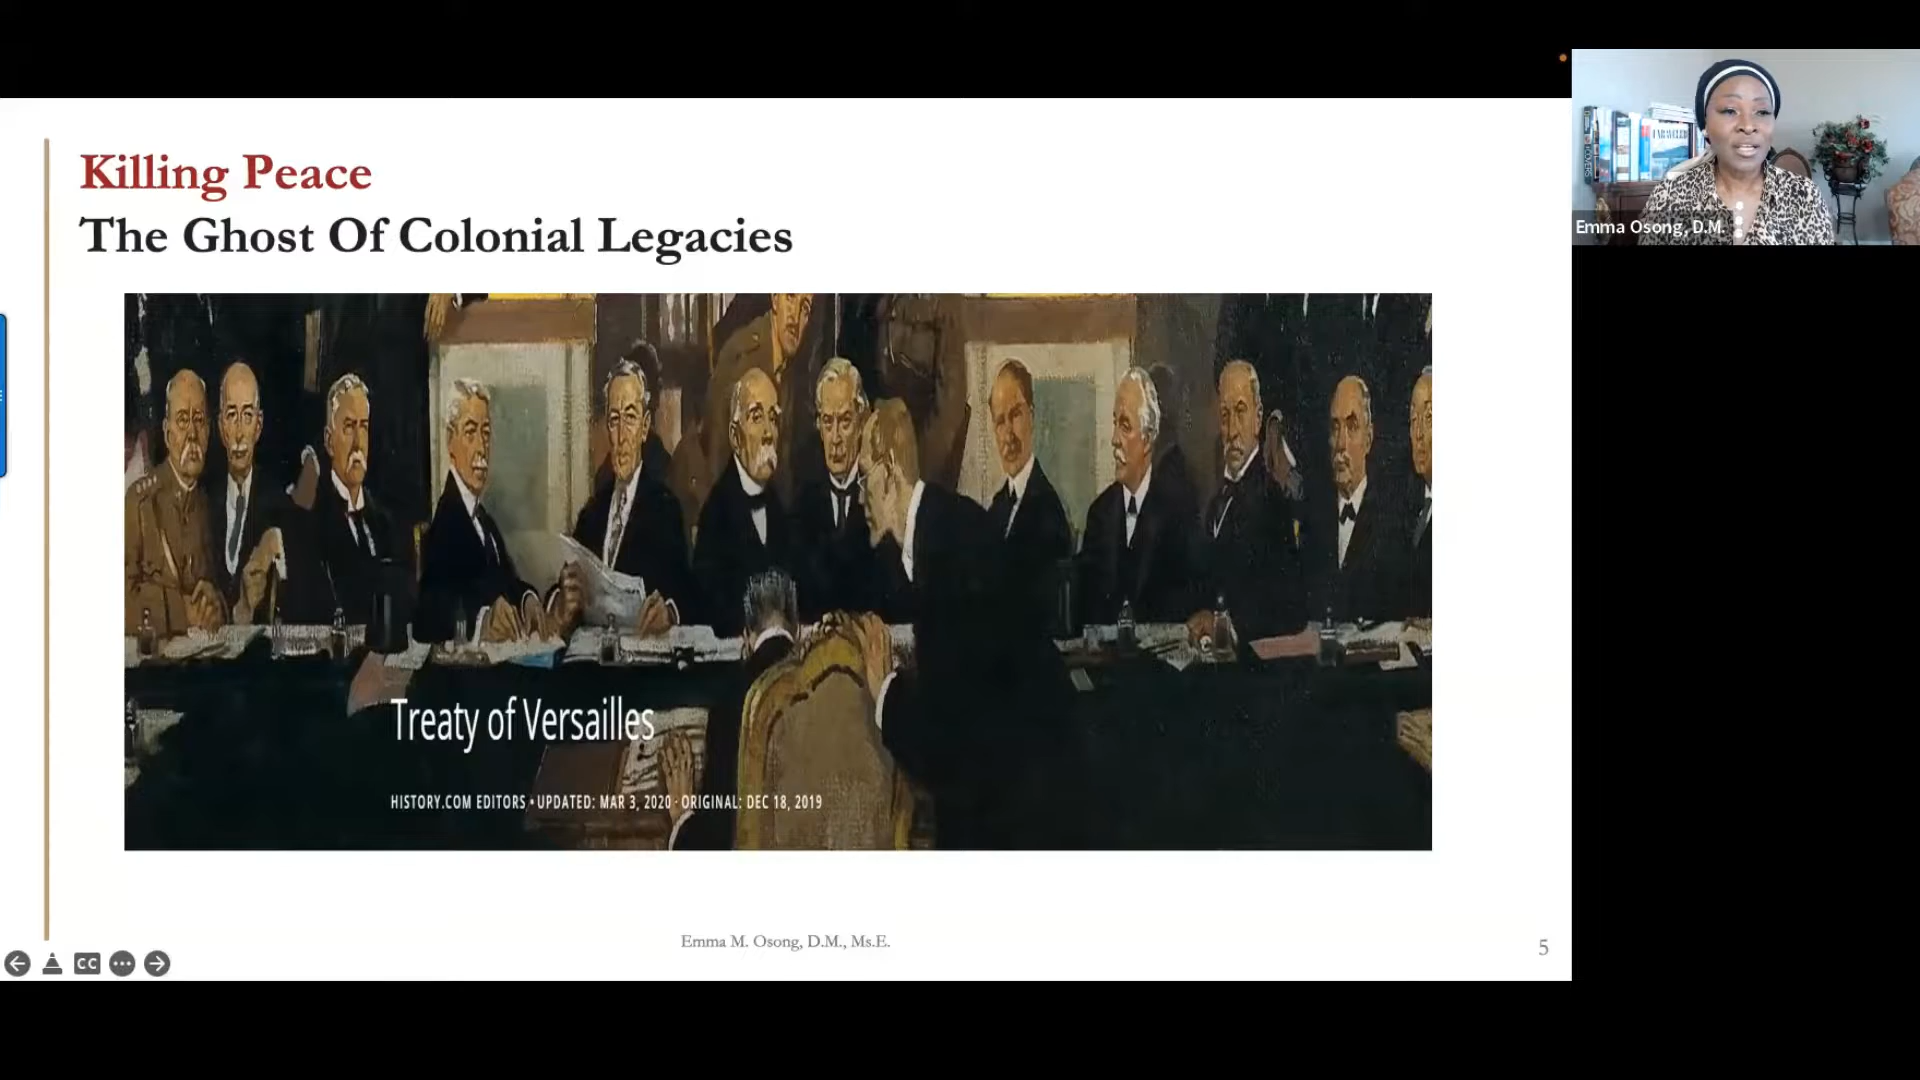 Killing Peace
The Ghost Of Colonial Legacies
Treaty of Versailles
HISTORY.COM EDITORS • UPDATED: MAR 3, 2020 · ORIGINAL: DEC 18, 2019
Emma M. Osong, D.M., Ms.E.
5
CC
Emma Osong, D.M.